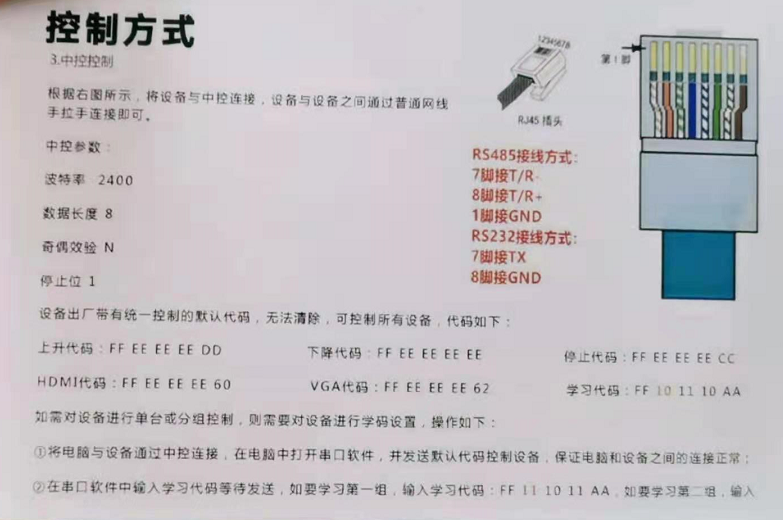 控制方式
3.中控控制
根据右图所示，将设备与中控连接，设备与设备之间通过普通网线
手拉手连接即可。
中控参数：
波特率 2400
数据长度 8
奇偶效验 N
停止位 1
12345678
RJ45 插头
第1脚
RS485接线方式：
7脚接T/R-
8脚接T/R+
1脚接GND
RS232接线方式：
7脚接TX
8脚接GND
设备出厂带有统一控制的默认代码，无法清除，可控制所有设备，代码如下：
上升代码：FF EE EE EE DD
下降代码：FF EE EE EE EE
停止代码：FF EE EE EE CC
HDMI代码：FF EE EE EE 60
VGA代码：FF EE EE EE 62
学习代码：FF 10 11 10 AA
如需对设备进行单台或分组控制，则需要对设备进行学码设置，操作如下：
①将电脑与设备通过中控连接，在电脑中打开串口软件，并发送默认代码控制设备，保证电脑和设备之间的连接正常；
②在串口软件中输入学习代码等待发送，如要学习第一组，输入学习代码：FF 11 10 11 AA，如要学习第二组，输入